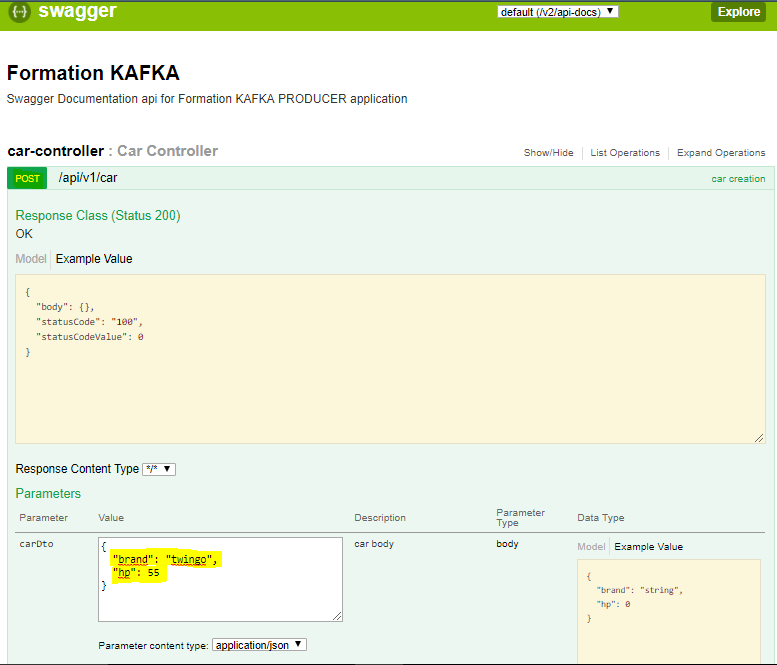 {···} swagger default (/v2/api-docs) ▼ Explore
Formation KAFKA
Swagger Documentation api for Formation KAFKA PRODUCER application
car-controller : Car Controller Show/Hide List Operations Expand Operations
POST /api/v1/car car creation
Response Class (Status 200)
OK
Model Example Value
{
"body": {},
"statusCode": "100",
"statusCodeValue": 0
}
Response Content Type */* ▼
Parameters
Parameter Value Description Parameter Type Data Type
carDto
{
"brand": "twingo",
"hp": 55
}
car body body Model Example Value
{
"brand": "string",
"hp": 0
}
Parameter content type: application/json ▼